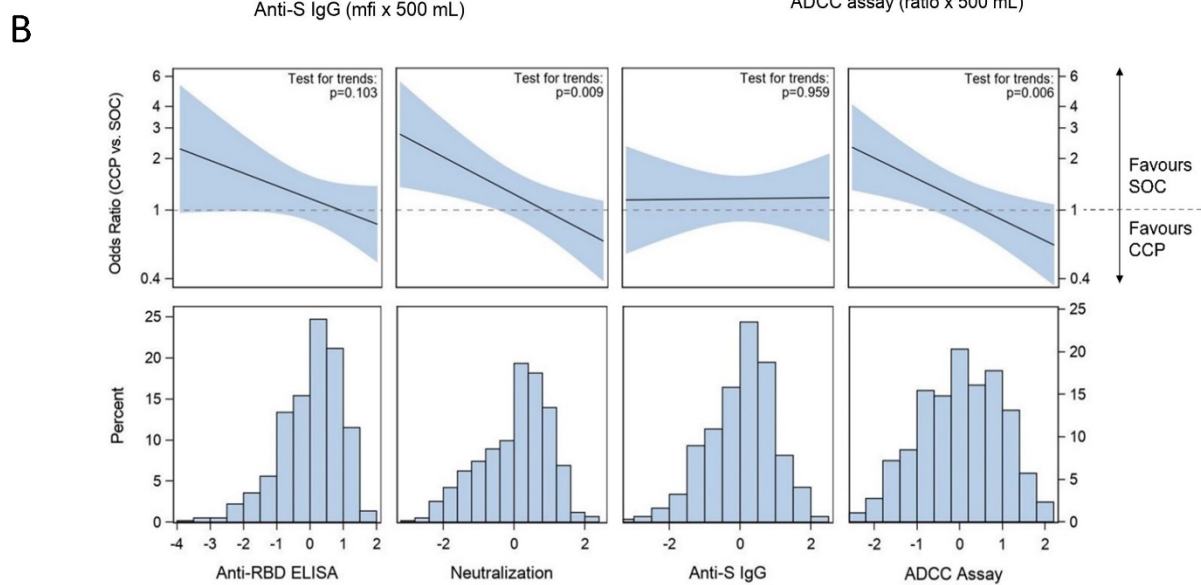 Anti-S IgG (mfi x 500 mL)
ADCC assay (ratio x 500 mL)
B
Odds Ratio (CCP vs. SOC)
6
4
3
2
1
0.4
Test for trends:
p=0.103
Test for trends:
p=0.009
Test for trends:
p=0.959
Test for trends:
p=0.006
6
4
3
2
1
0.4
Favours
SOC
Favours
CCP
Percent
25
20
15
10
5
0
25
20
15
10
5
0
-4 -3 -2 -1 0 1 2
-2 0 2
-2 -1 0 1 2
-2 -1 0 1 2
Anti-RBD ELISA
Neutralization
Anti-S IgG
ADCC Assay